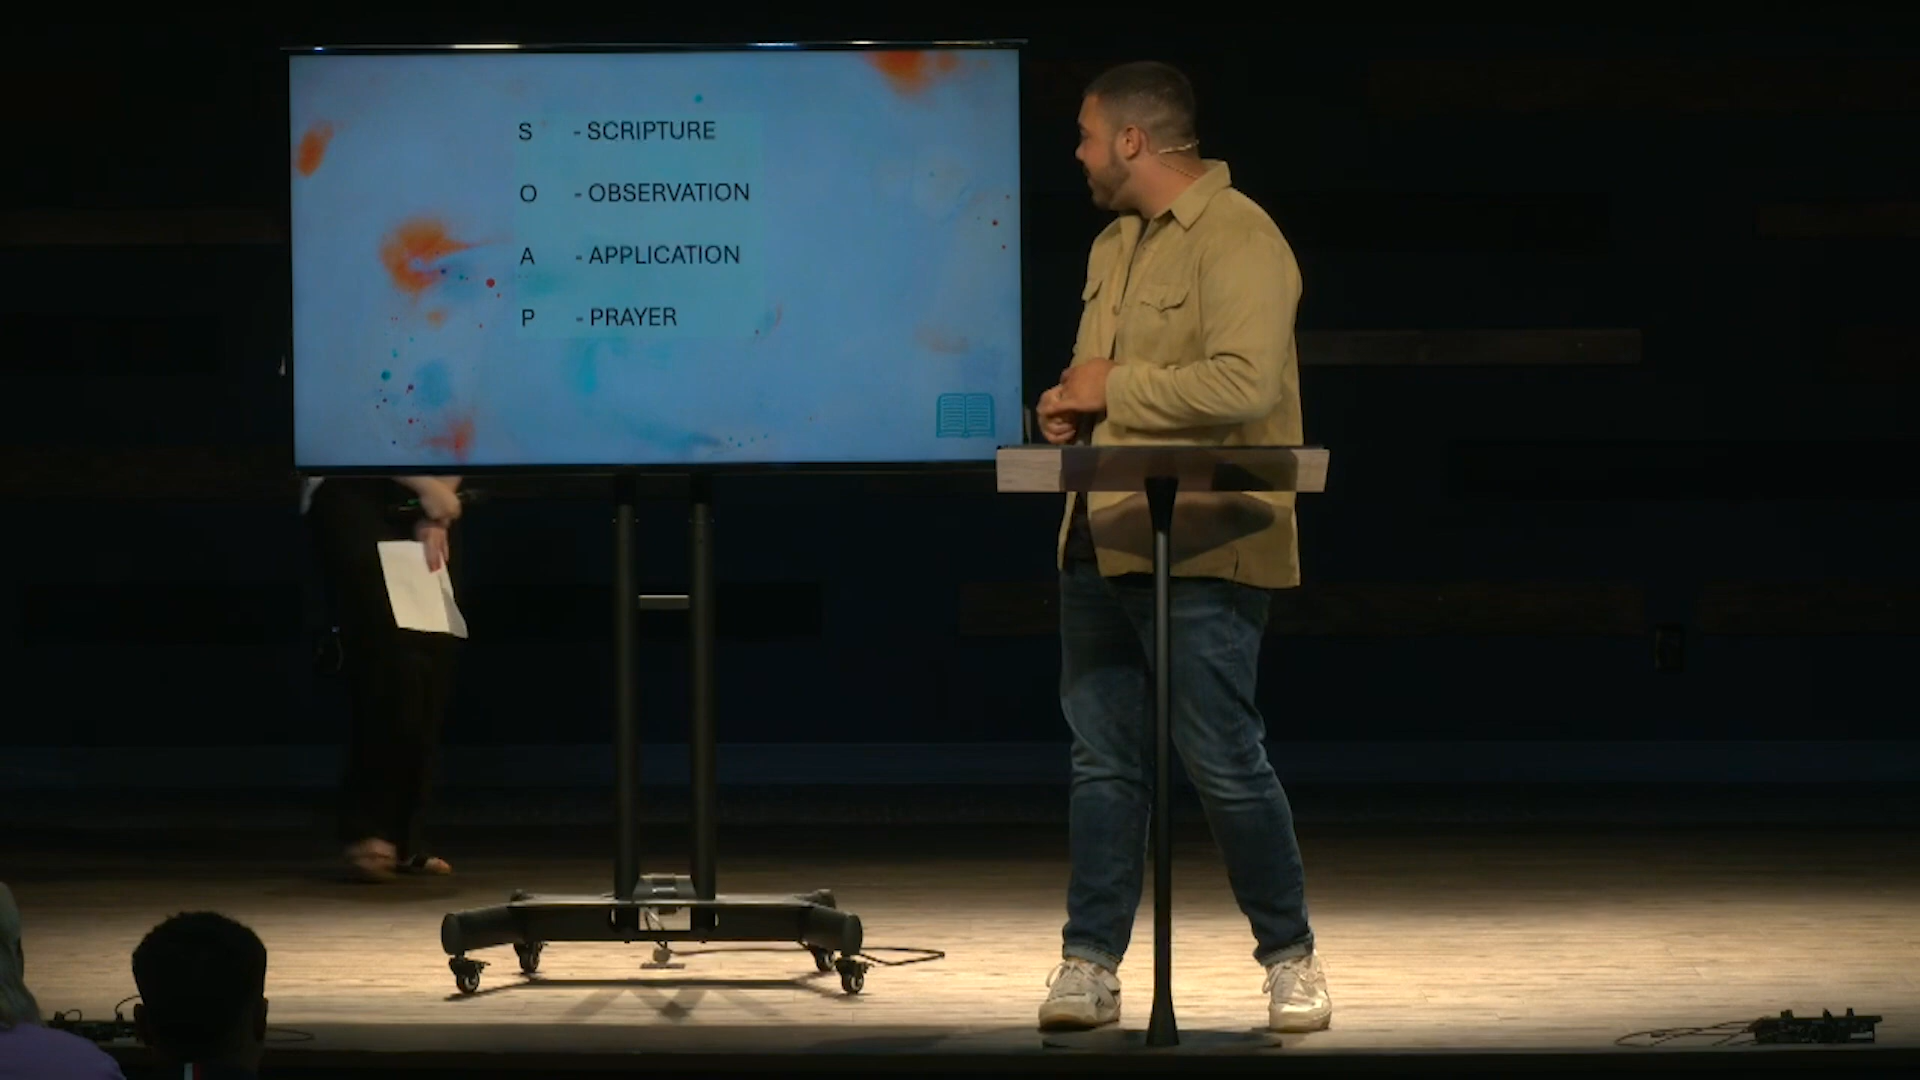 S - SCRIPTURE
O - OBSERVATION
A - APPLICATION
P - PRAYER